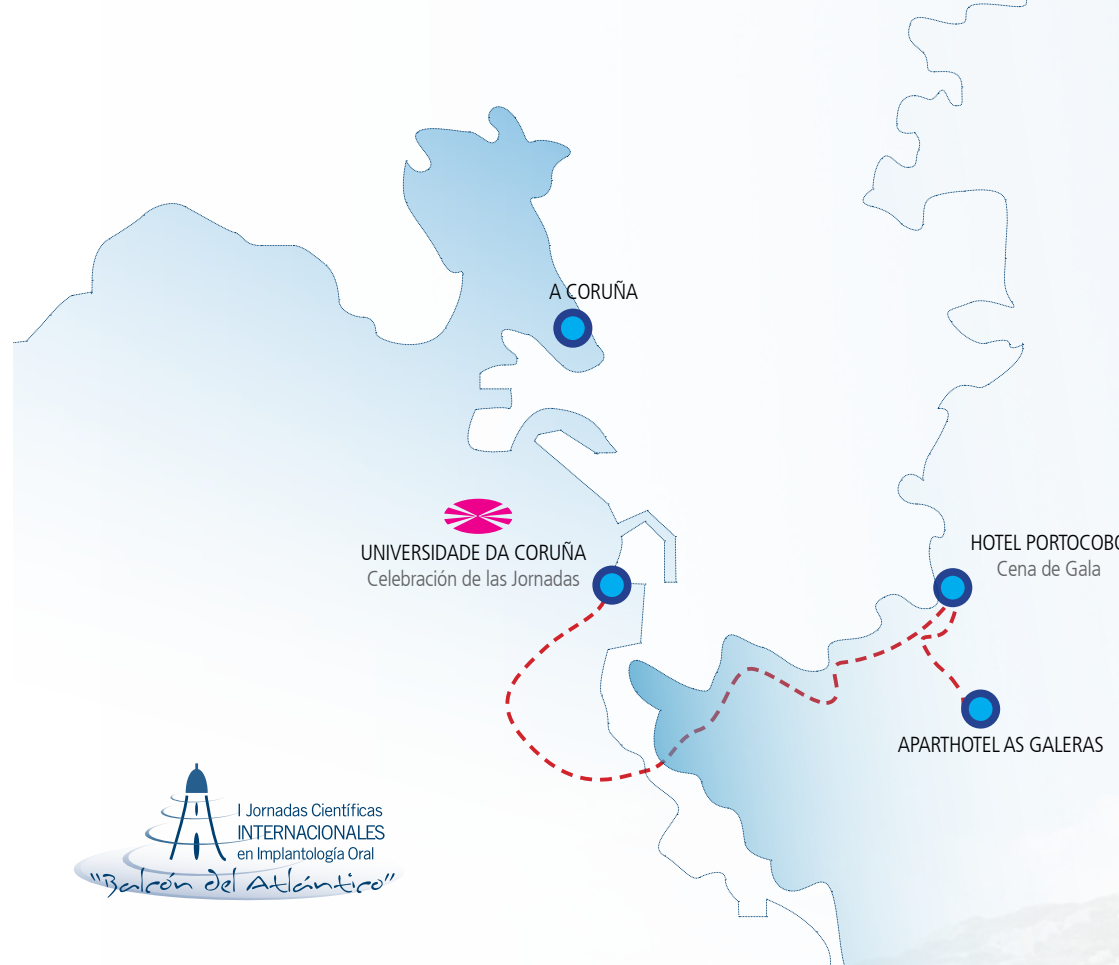 A CORUÑA
UNIVERSIDADE DA CORUÑA
Celebración de las Jornadas
HOTEL PORTOCOBO
Cena de Gala
APARTHOTEL AS GALERAS
I Jornadas Científicas
INTERNACIONALES
en Implantología Oral
"Balcón del Atlántico"